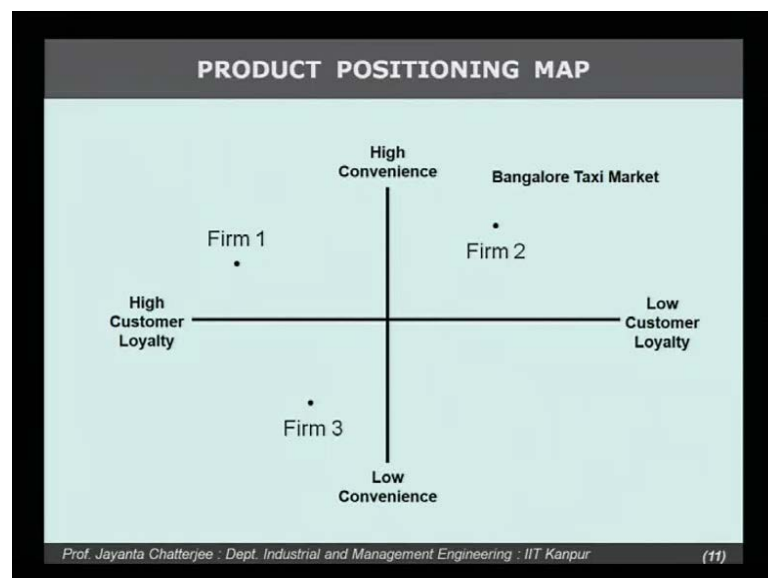 PRODUCT POSITIONING MAP
High
Convenience
Bangalore Taxi Market
Firm 1
Firm 2
High
Customer
Loyalty
Low
Customer
Loyalty
Firm 3
Low
Convenience
Prof. Jayanta Chatterjee : Dept. Industrial and Management Engineering : IIT Kanpur
(11)